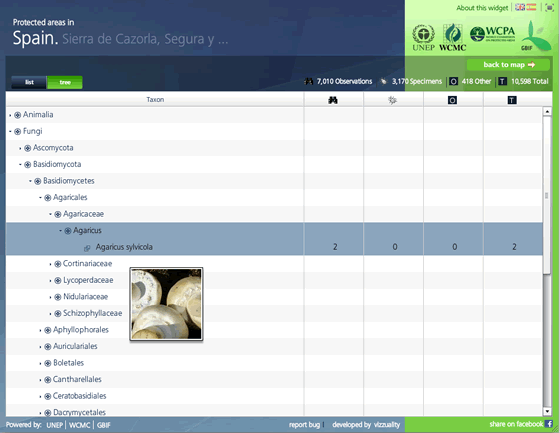 About this widget
Protected areas in
Spain. Sierra de Cazorla, Segura y ...
UNEP WCMC WCPA GBIF
back to map
list tree
7,010 Observations 3,170 Specimens O 418 Other T 10,598 Total
Taxon O T
Animalia
Fungi
Ascomycota
Basidiomycota
Basidiomycetes
Agaricales
Agaricaceae
Agaricus
Agaricus sylvicola 2 0 0 2
Cortinariaceae
Lycoperdaceae
Nidulariaceae
Schizophyllaceae
Aphyllophorales
Auriculariales
Boletales
Cantharellales
Ceratobasidiales
Dacrymycetales
Powered by: UNEP | WCMC | GBIF report bug | developed by vizzuality share on facebook f